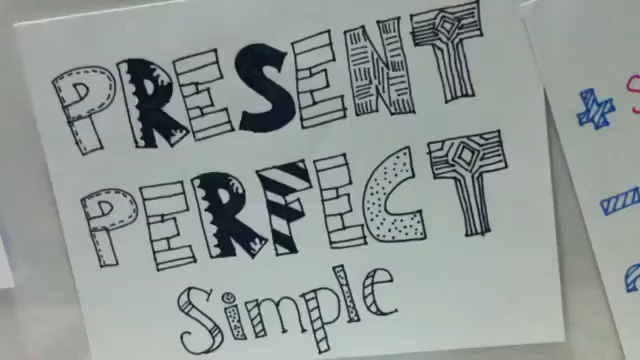 PRESENT
PERFECT
Simple
+ S
-